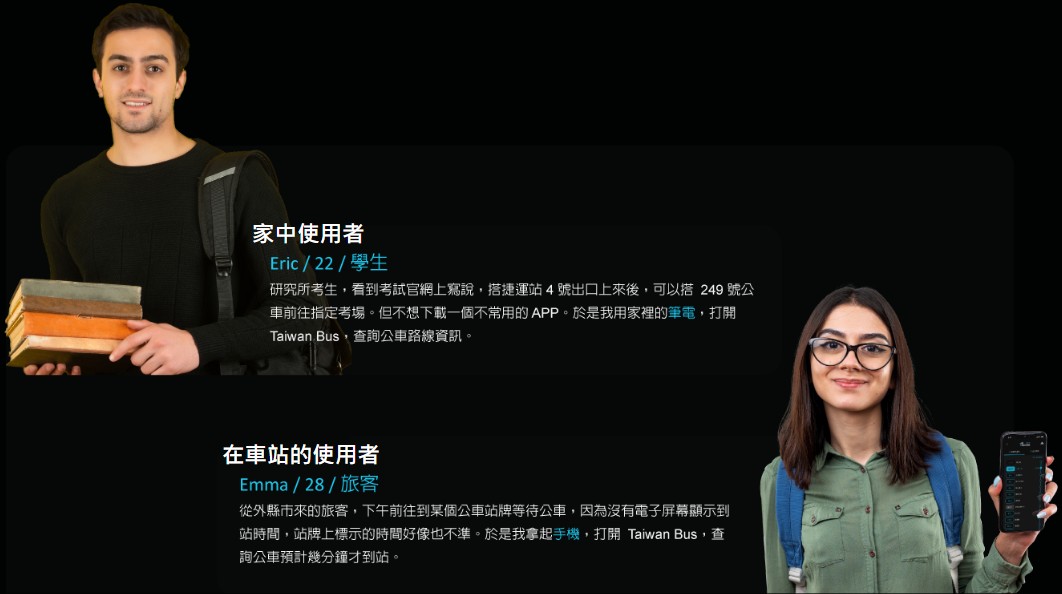 家中使用者
Eric / 22 / 學生
研究所考生，看到考試官網上寫說，搭捷運站 4 號出口上來後，可以搭 249 號公
車前往指定考場。但不想下載一個不常用的 APP。於是我用家裡的筆電，打開
Taiwan Bus，查詢公車路線資訊。
在車站的使用者
Emma / 28 / 旅客
從外縣市來的旅客，下午前往到某個公車站牌等待公車，因為沒有電子屏幕顯示到
站時間，站牌上標示的時間好像也不準。於是我拿起手機，打開 Taiwan Bus，查
詢公車預計幾分鐘才到站。